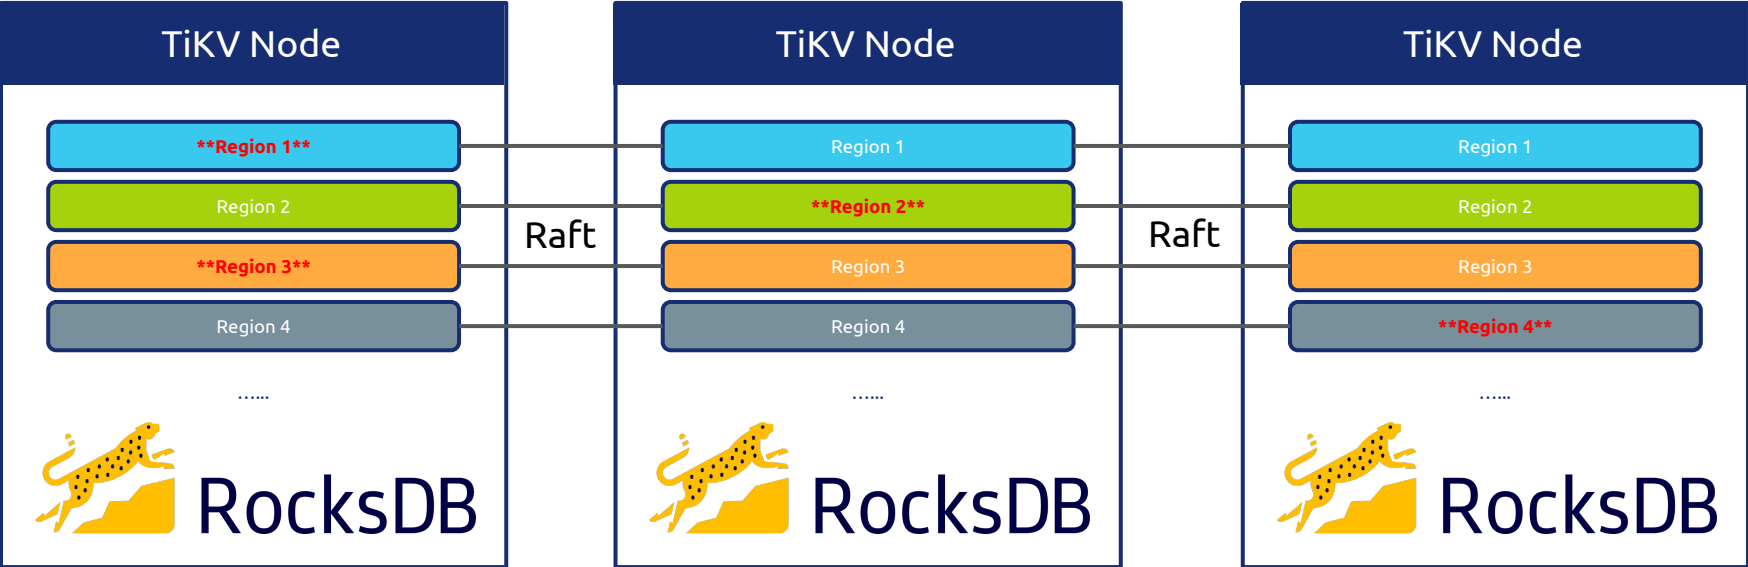 TiKV Node
**Region 1**
Region 2
**Region 3**
Region 4
......
RocksDB
Raft
TiKV Node
Region 1
**Region 2**
Region 3
Region 4
......
RocksDB
Raft
TiKV Node
Region 1
Region 2
Region 3
**Region 4**
......
RocksDB